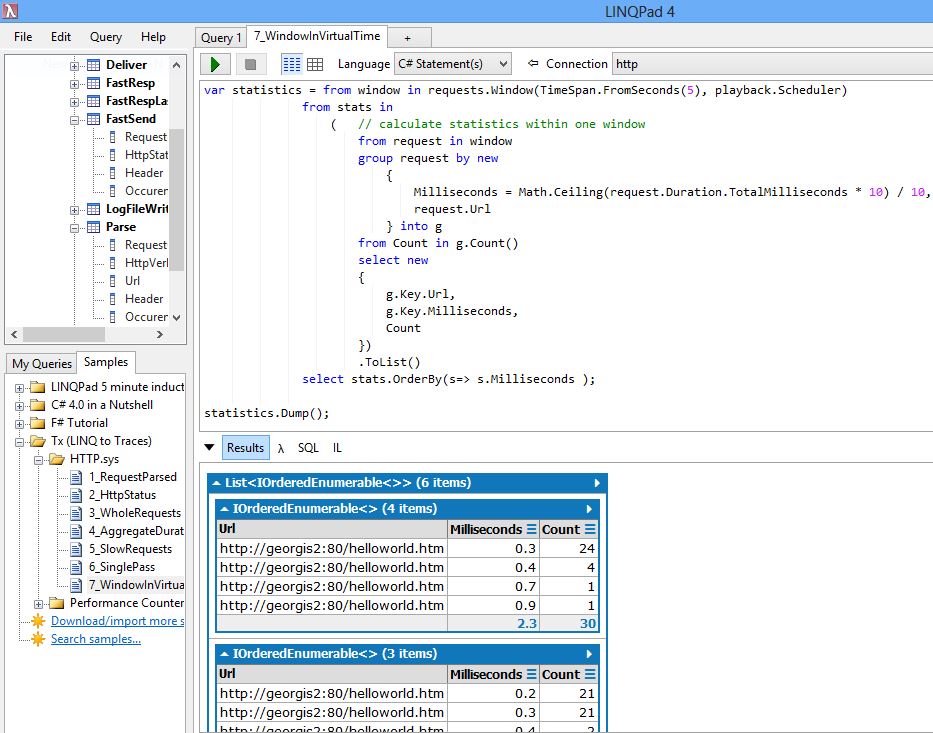 LINQPad 4
File Edit Query Help
Query 1 7_WindowInVirtualTime +
Language C# Statement(s) Connection http
Deliver
FastResp
FastRespLa
FastSend
Request
HttpStat
Header
Occuren
LogFileWrit
Parse
Request
HttpVerl
Url
Header
Occuren
My Queries Samples
LINQPad 5 minute induct
C# 4.0 in a Nutshell
F# Tutorial
Tx (LINQ to Traces)
HTTP.sys
1_RequestParsed
2_HttpStatus
3_WholeRequests
4_AggregateDurat
5_SlowRequests
6_SinglePass
7_WindowInVirtua
Performance Counter
Download/import more s
Search samples...
var statistics = from window in requests.Window(TimeSpan.FromSeconds(5), playback.Scheduler)
from stats in
( // calculate statistics within one window
from request in window
group request by new
{
Milliseconds = Math.Ceiling(request.Duration.TotalMilliseconds * 10) / 10,
request.Url
} into g
from Count in g.Count()
select new
{
g.Key.Url,
g.Key.Milliseconds,
Count
})
.ToList()
select stats.OrderBy(s=> s.Milliseconds );
statistics.Dump();
Results λ SQL IL
List<IOrderedEnumerable<>> (6 items)
IOrderedEnumerable<> (4 items)
Url Milliseconds Count
http://georgis2:80/helloworld.htm 0.3 24
http://georgis2:80/helloworld.htm 0.4 4
http://georgis2:80/helloworld.htm 0.7 1
http://georgis2:80/helloworld.htm 0.9 1
2.3 30
IOrderedEnumerable<> (3 items)
Url Milliseconds Count
http://georgis2:80/helloworld.htm 0.2 21
http://georgis2:80/helloworld.htm 0.3 21
http://georgis2:80/helloworld.htm 0.4 2